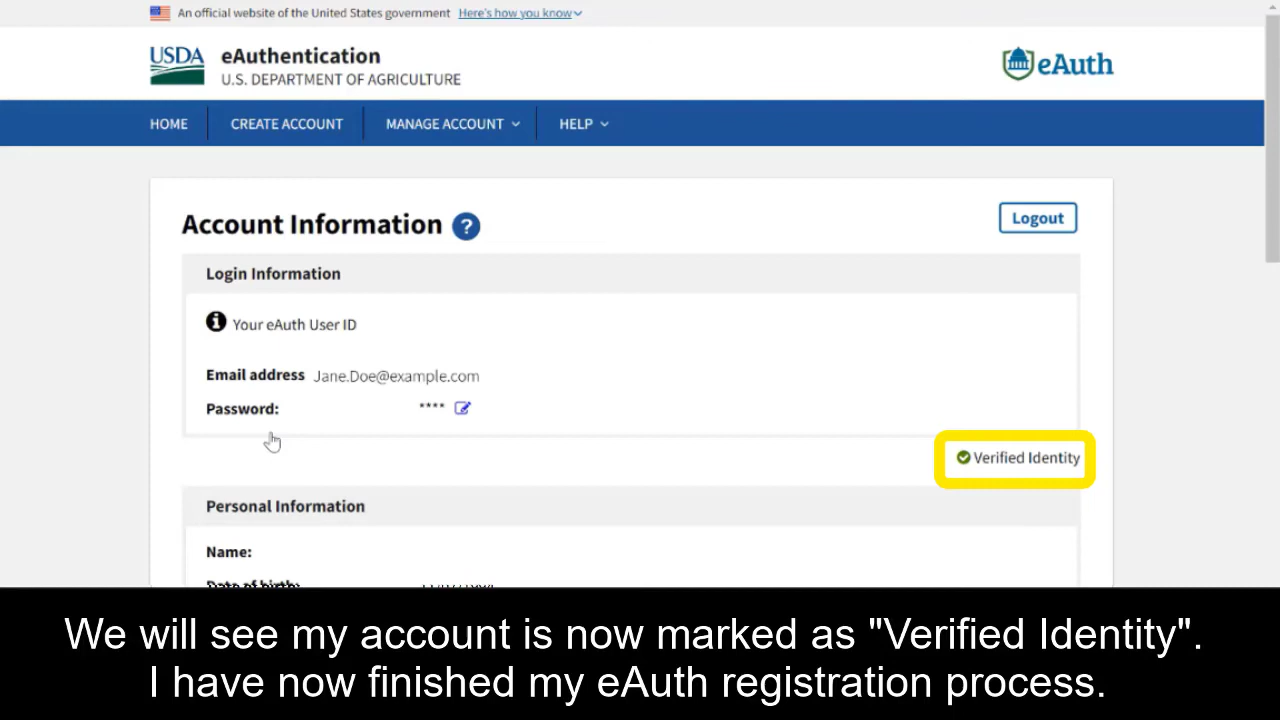 An official website of the United States government Here's how you know
USDA eAuthentication
U.S. DEPARTMENT OF AGRICULTURE
eAuth
HOME CREATE ACCOUNT MANAGE ACCOUNT HELP
Account Information ?
Logout
Login Information
Your eAuth User ID
Email address Jane.Doe@example.com
Password: ****
Verified Identity
Personal Information
Name:
Date of birth:
We will see my account is now marked as "Verified Identity".
I have now finished my eAuth registration process.